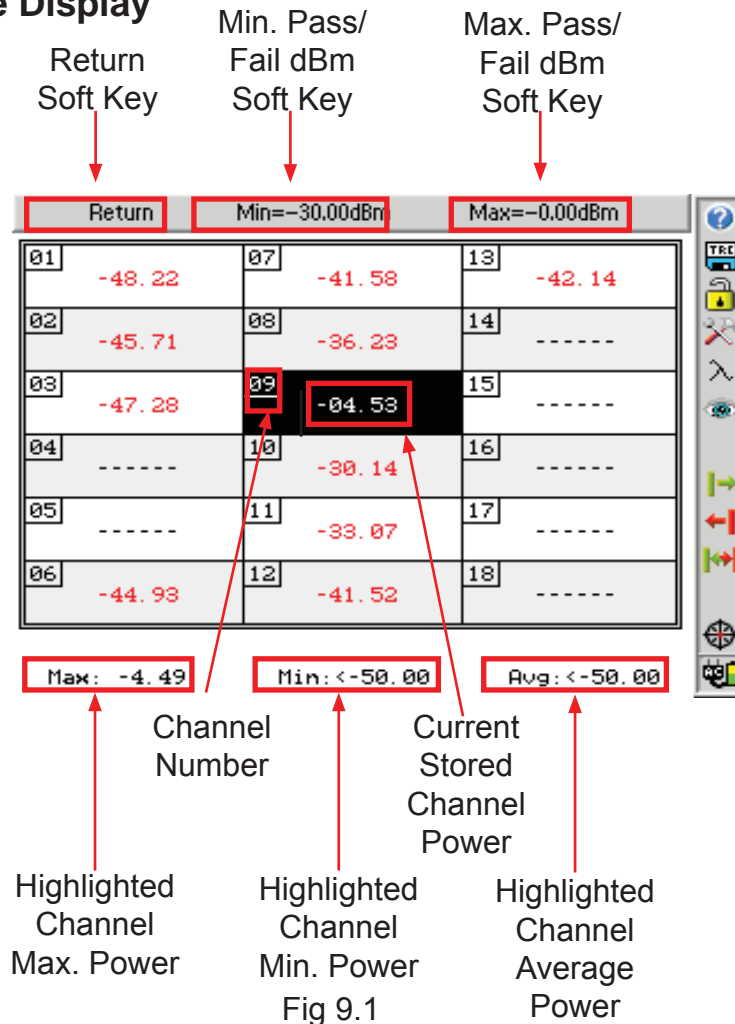 e Display
Return
Soft Key
Min. Pass/
Fail dBm
Soft Key
Max. Pass/
Fail dBm
Soft Key
Return Min=-30.00dBm Max=-0.00dBm
01 -48.22 07 -41.58 13 -42.14
02 -45.71 08 -36.23 14 ------
03 -47.28 09 -04.53 15 ------
04 ------ 10 -30.14 16 ------
05 ------ 11 -33.07 17 ------
06 -44.93 12 -41.52 18 ------
Max: -4.49 Min:<-50.00 Avg:<-50.00
Channel
Number
Current
Stored
Channel
Power
Highlighted
Channel
Max. Power
Highlighted
Channel
Min. Power
Highlighted
Channel
Average
Power
Fig 9.1